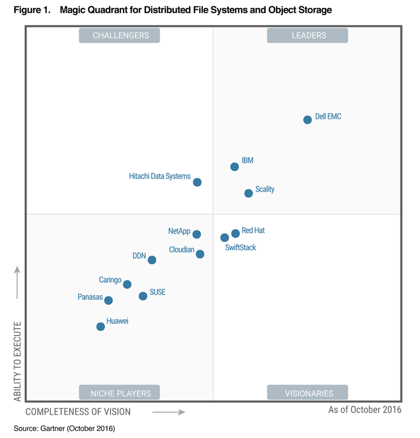 Figure 1. Magic Quadrant for Distributed File Systems and Object Storage
CHALLENGERS
LEADERS
Dell EMC
IBM
Hitachi Data Systems
Scality
NetApp
Red Hat
SwiftStack
Cloudian
DDN
Caringo
SUSE
Panasas
Huawei
ABILITY TO EXECUTE
NICHE PLAYERS
VISIONARIES
COMPLETENESS OF VISION
As of October 2016
Source: Gartner (October 2016)